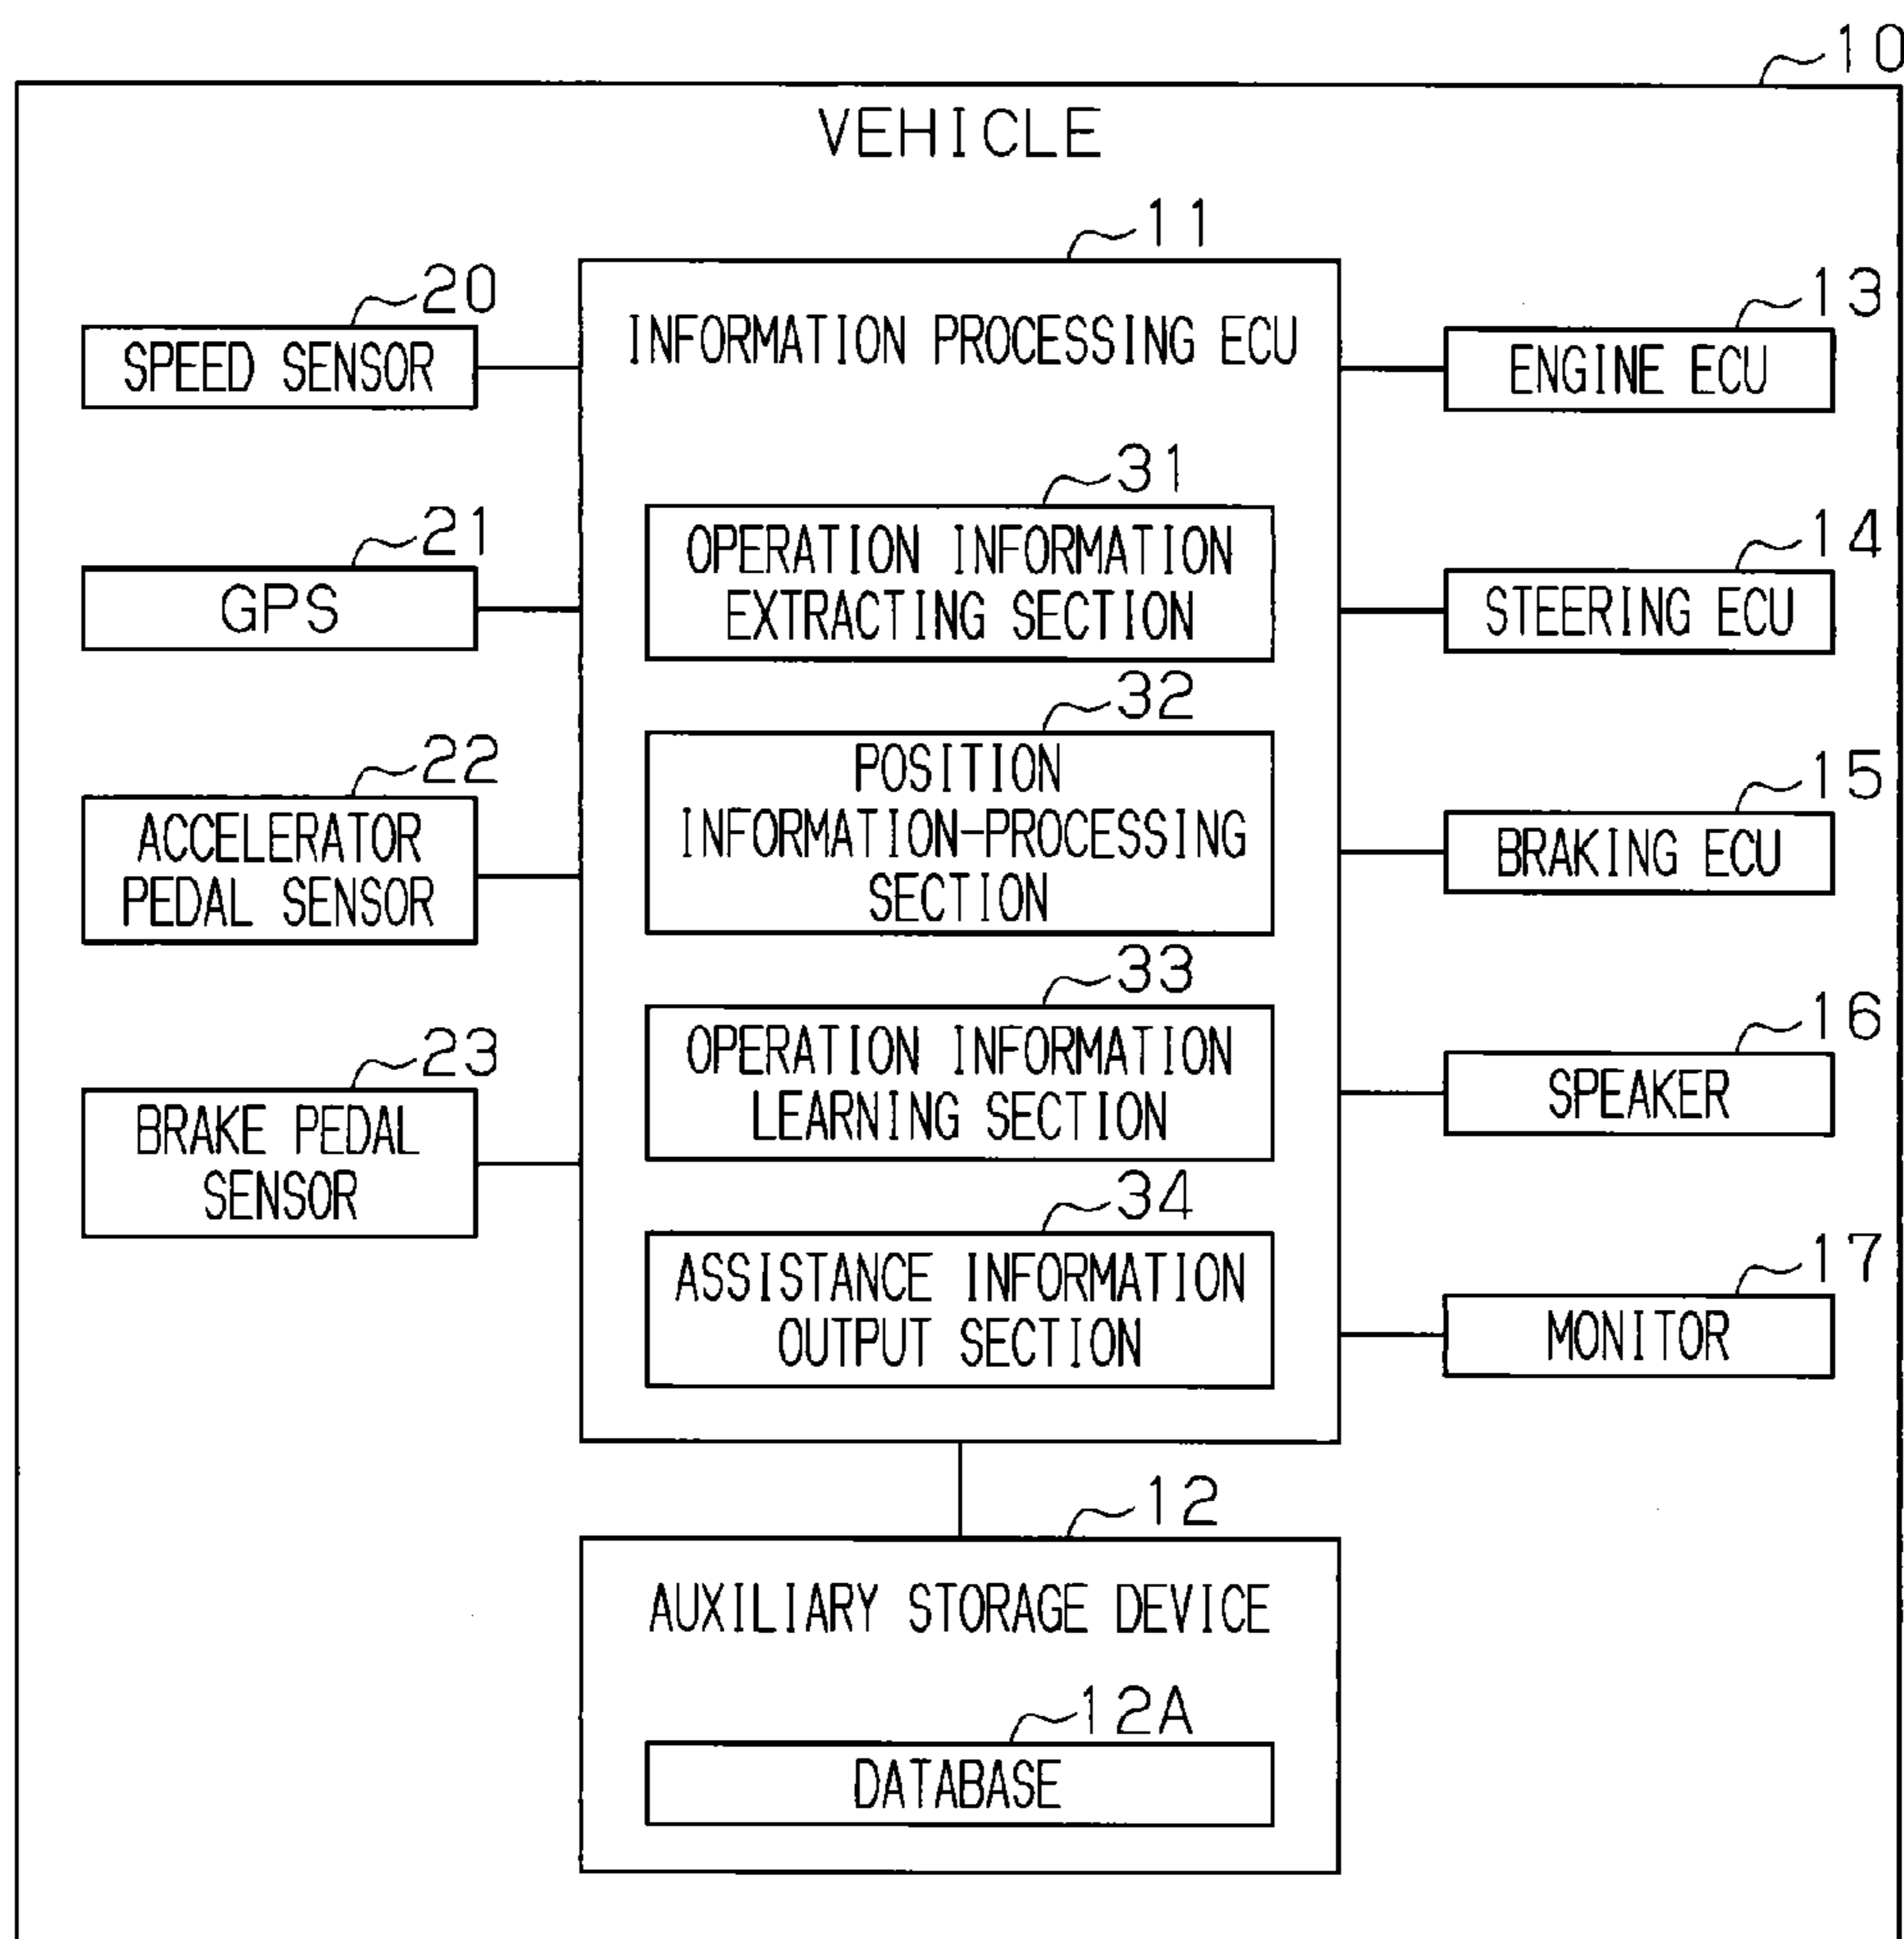 10
VEHICLE
11
INFORMATION PROCESSING ECU
20
SPEED SENSOR
21
GPS
22
ACCELERATOR
PEDAL SENSOR
23
BRAKE PEDAL
SENSOR
31
OPERATION INFORMATION
EXTRACTING SECTION
32
POSITION
INFORMATION-PROCESSING
SECTION
33
OPERATION INFORMATION
LEARNING SECTION
34
ASSISTANCE INFORMATION
OUTPUT SECTION
13
ENGINE ECU
14
STEERING ECU
15
BRAKING ECU
16
SPEAKER
17
MONITOR
12
AUXILIARY STORAGE DEVICE
12A
DATABASE